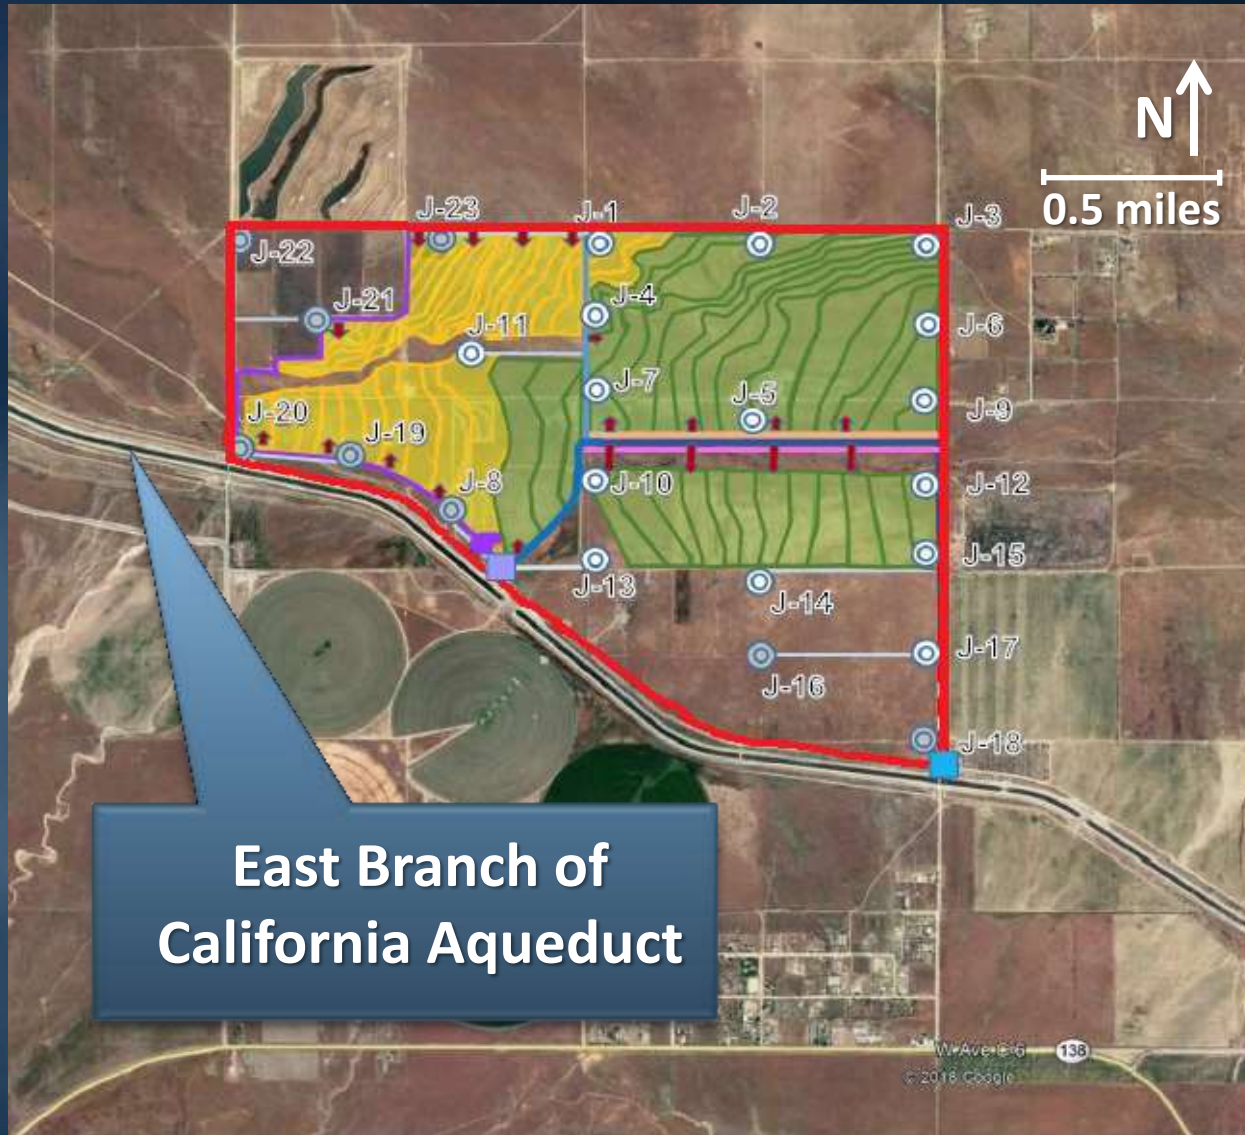 N
0.5 miles
J-23
J-1
J-2
J-3
J-22
J-21
J-4
J-11
J-6
J-7
J-5
J-9
J-20
J-19
J-8
J-10
J-12
J-15
J-13
J-14
J-17
J-16
J-18
East Branch of
California Aqueduct
W Ave C-6
138
© 2018 Google